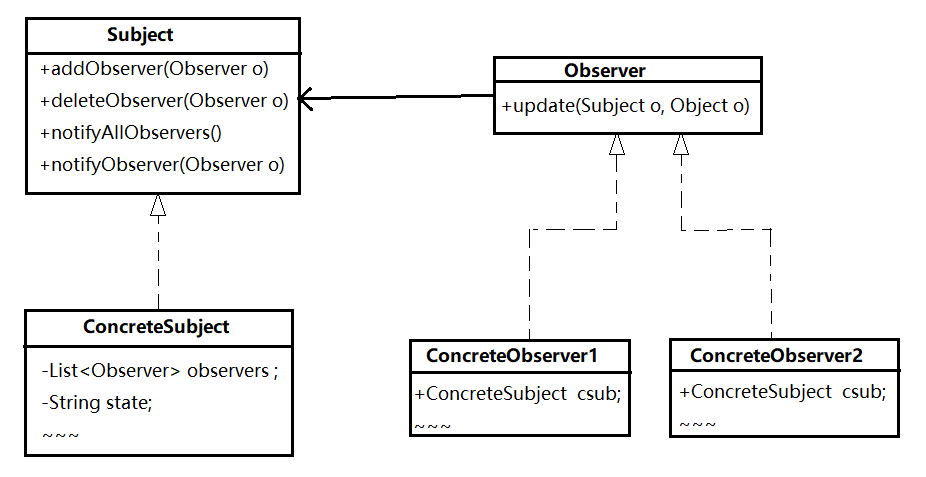 Subject
+addObserver(Observer o)
+deleteObserver(Observer o)
+notifyAllObservers()
+notifyObserver(Observer o)
Observer
+update(Subject o, Object o)
ConcreteSubject
-List<Observer> observers ;
-String state;
~~~
ConcreteObserver1
+ConcreteSubject csub;
~~~
ConcreteObserver2
+ConcreteSubject csub;
~~~